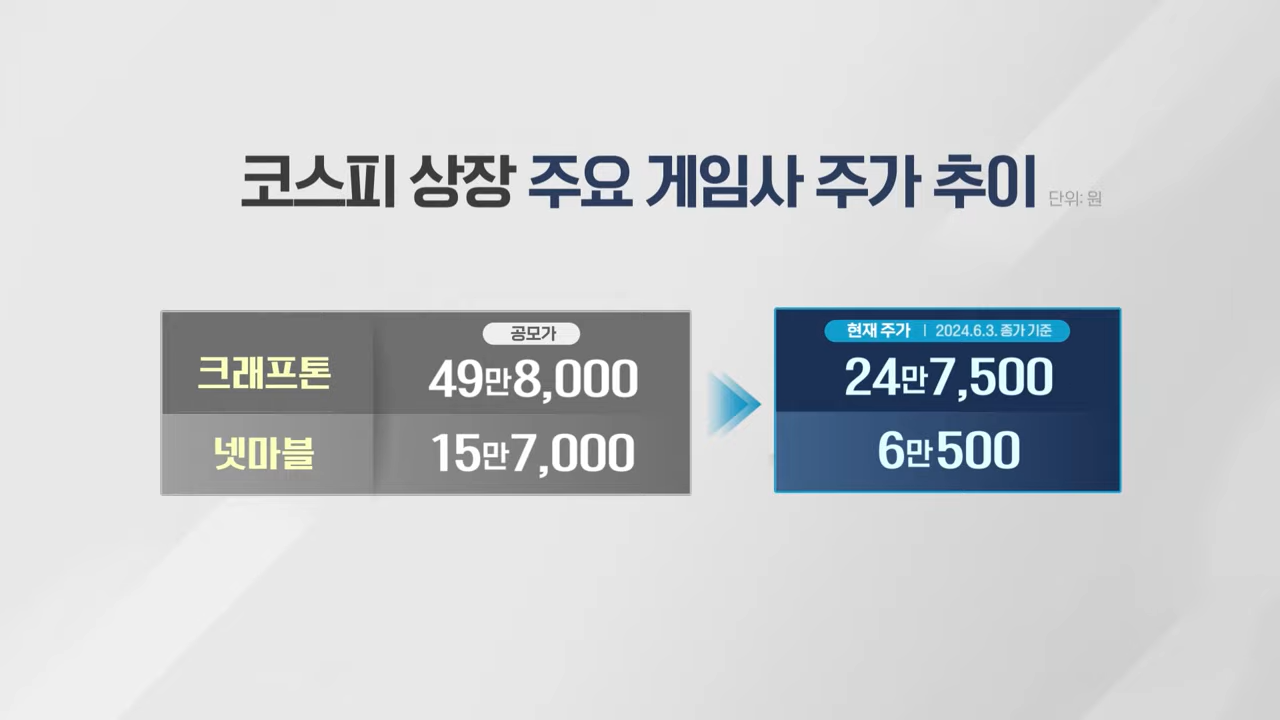 코스피 상장 주요 게임사 주가 추이 단위: 원
공모가
현재 주가 | 2024.6.3. 종가 기준
크래프톤 49만8,000 24만7,500
넷마블 15만7,000 6만500